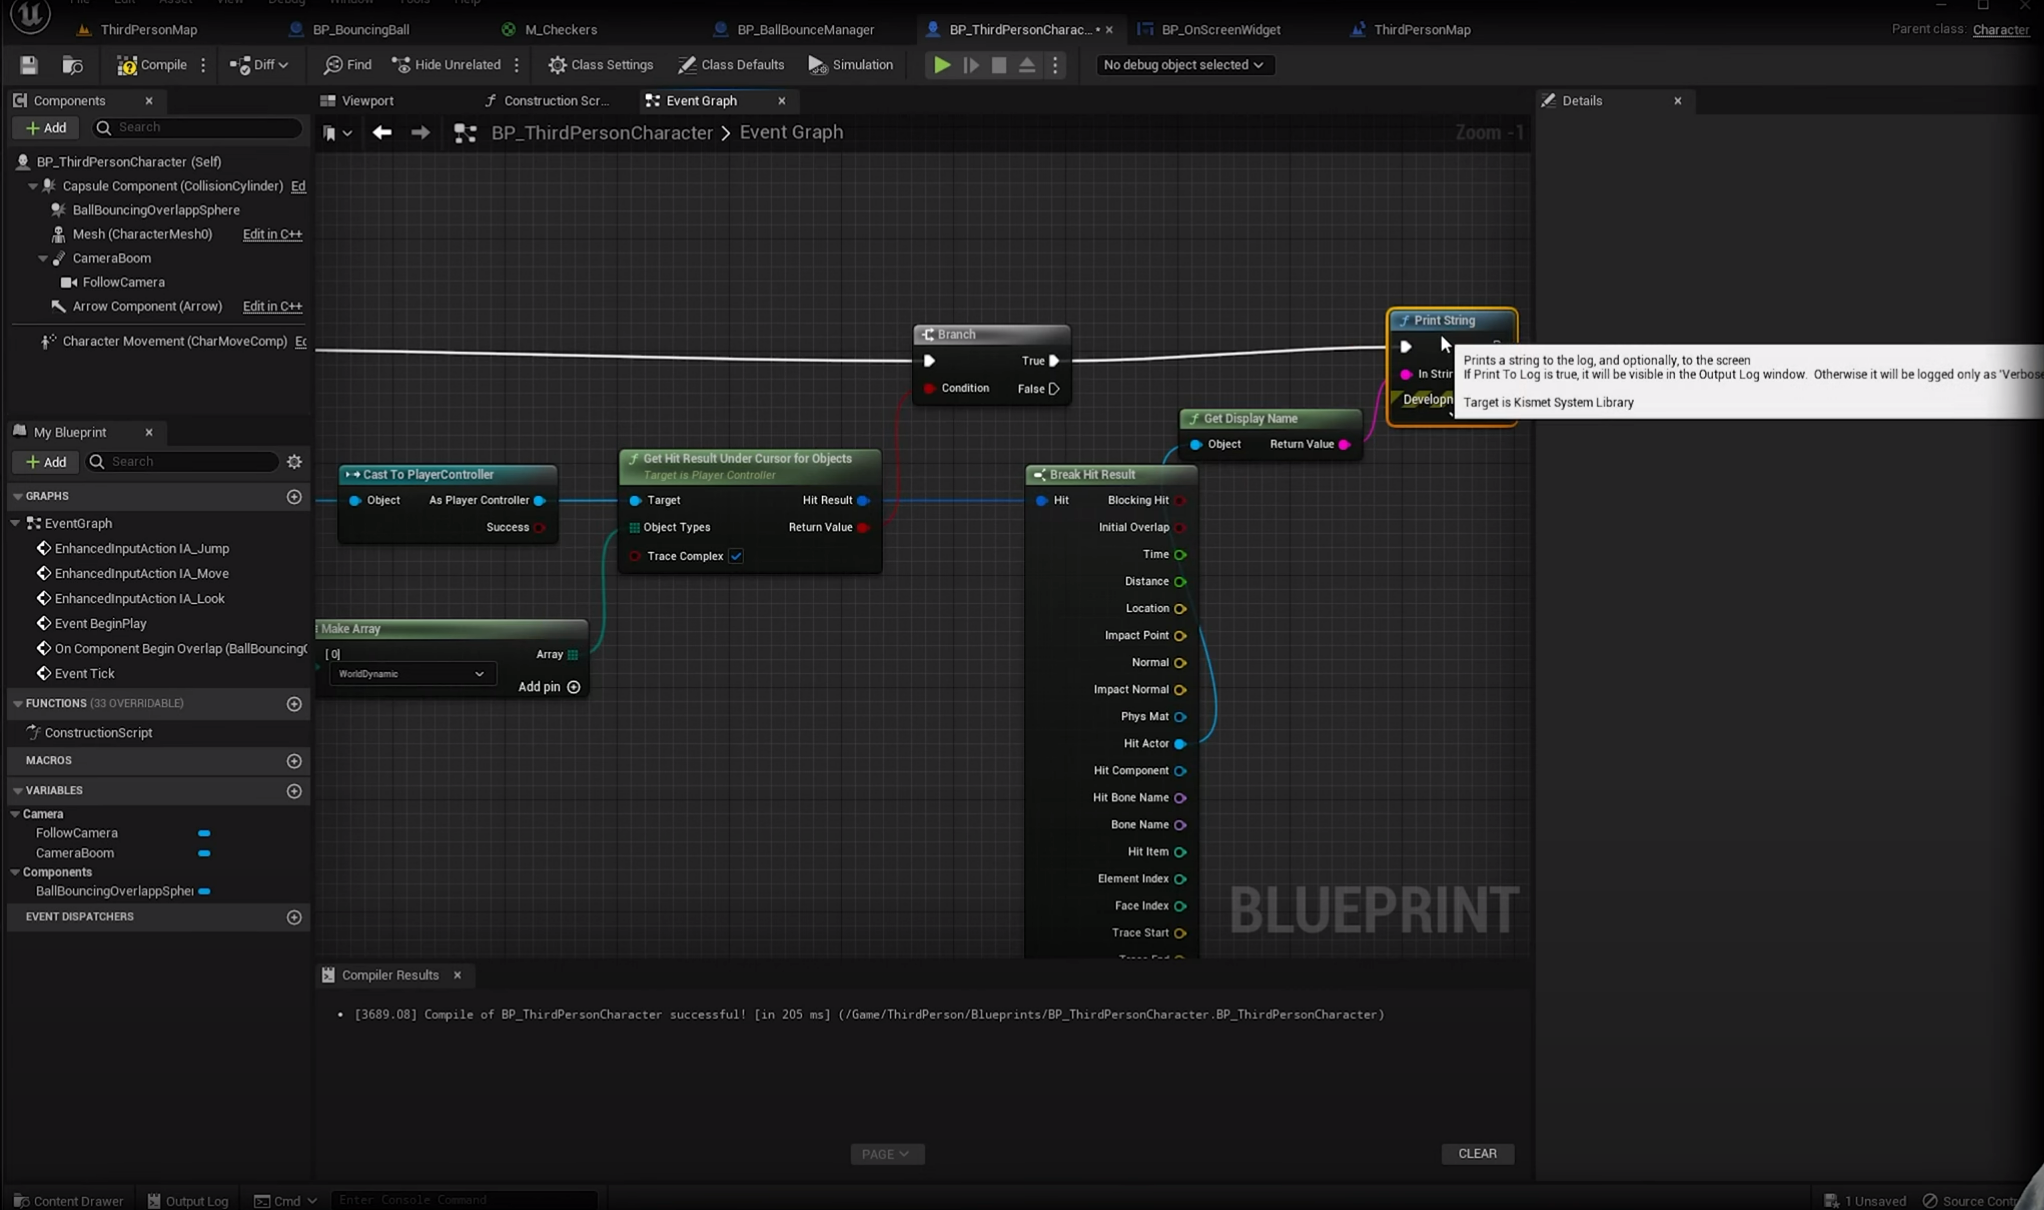 ThirdPersonMap
BP_BouncingBall
M_Checkers
BP_BallBounceManager
BP_ThirdPersonCharac... •
BP_OnScreenWidget
ThirdPersonMap
Parent class: Character
Compile
Diff
Find
Hide Unrelated
Class Settings
Class Defaults
Simulation
No debug object selected
Components
Viewport
Construction Scr...
Event Graph
Details
+ Add
Search
BP_ThirdPersonCharacter > Event Graph
Zoom -1
BP_ThirdPersonCharacter (Self)
Capsule Component (CollisionCylinder) Ed
BallBouncingOverlappSphere
Mesh (CharacterMesh0) Edit in C++
CameraBoom
FollowCamera
Arrow Component (Arrow) Edit in C++
Character Movement (CharMoveComp) Ec
My Blueprint
+ Add
Search
GRAPHS
EventGraph
EnhancedInputAction IA_Jump
EnhancedInputAction IA_Move
EnhancedInputAction IA_Look
Event BeginPlay
On Component Begin Overlap (BallBouncingC
Event Tick
FUNCTIONS (33 OVERRIDABLE)
ConstructionScript
MACROS
VARIABLES
Camera
FollowCamera
CameraBoom
Components
BallBouncingOverlappSpher
EVENT DISPATCHERS
Branch
True
Condition
False
Print String
In Strin
Developn
Prints a string to the log, and optionally, to the screen
If Print To Log is true, it will be visible in the Output Log window. Otherwise it will be logged only as 'Verbose
Target is Kismet System Library
Get Display Name
Object
Return Value
Cast To PlayerController
Object
As Player Controller
Success
Get Hit Result Under Cursor for Objects
Target is Player Controller
Target
Hit Result
Object Types
Return Value
Trace Complex
Make Array
[0]
Array
WorldDynamic
Add pin
Break Hit Result
Hit
Blocking Hit
Initial Overlap
Time
Distance
Location
Impact Point
Normal
Impact Normal
Phys Mat
Hit Actor
Hit Component
Hit Bone Name
Bone Name
Hit Item
Element Index
Face Index
Trace Start
BLUEPRINT
Compiler Results
• [3689.08] Compile of BP_ThirdPersonCharacter successful! [in 205 ms] (/Game/ThirdPerson/Blueprints/BP_ThirdPersonCharacter.BP_ThirdPersonCharacter)
PAGE
CLEAR
Content Drawer
Output Log
Cmd
Enter Console Command
1 Unsaved
Source Contr